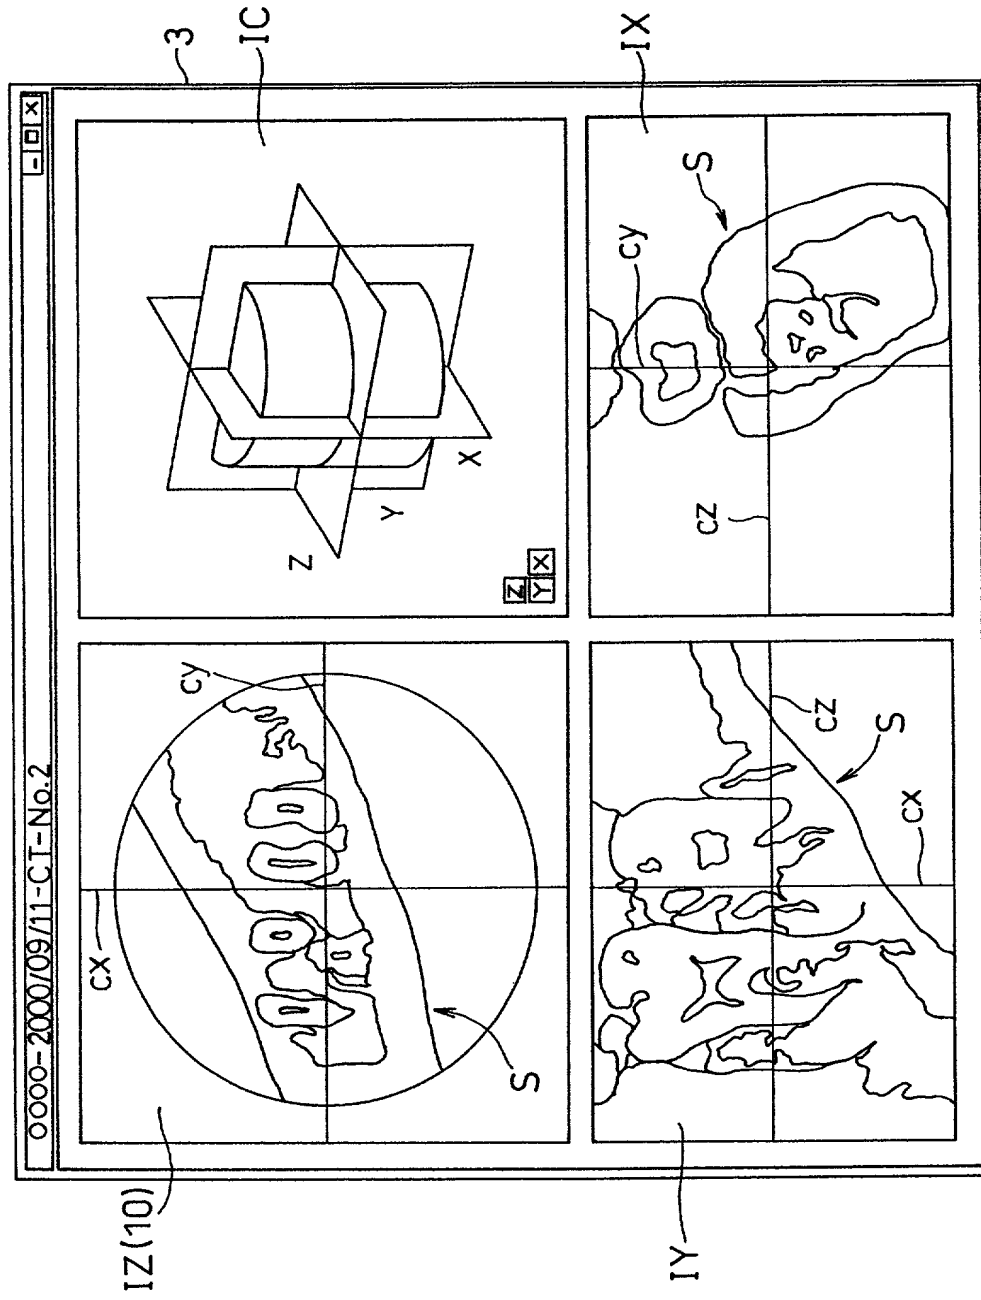 OOOO-2000/09/11-CT-No.2
IZ(10)
3
IC
cx
cy
S
Z
Y
X
Z
Y X
IX
IY
cy
S
cz
cz
S
cx